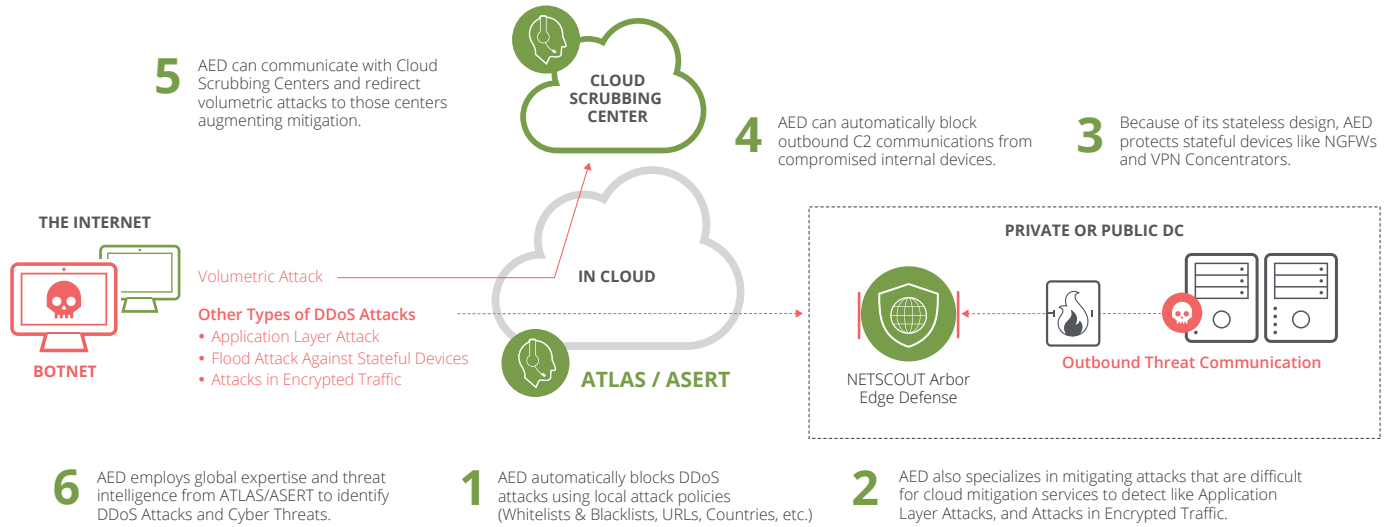 5
AED can communicate with Cloud
Scrubbing Centers and redirect
volumetric attacks to those centers
augmenting mitigation.
CLOUD
SCRUBBING
CENTER
4
AED can automatically block
outbound C2 communications from
compromised internal devices.
3
Because of its stateless design, AED
protects stateful devices like NGFWs
and VPN Concentrators.
THE INTERNET
BOTNET
Volumetric Attack
Other Types of DDoS Attacks
• Application Layer Attack
• Flood Attack Against Stateful Devices
• Attacks in Encrypted Traffic
IN CLOUD
ATLAS / ASERT
PRIVATE OR PUBLIC DC
NETSCOUT Arbor
Edge Defense
Outbound Threat Communication
6
AED employs global expertise and threat
intelligence from ATLAS/ASERT to identify
DDoS Attacks and Cyber Threats.
1
AED automatically blocks DDoS
attacks using local attack policies
(Whitelists & Blacklists, URLs, Countries, etc.)
2
AED also specializes in mitigating attacks that are difficult
for cloud mitigation services to detect like Application
Layer Attacks, and Attacks in Encrypted Traffic.